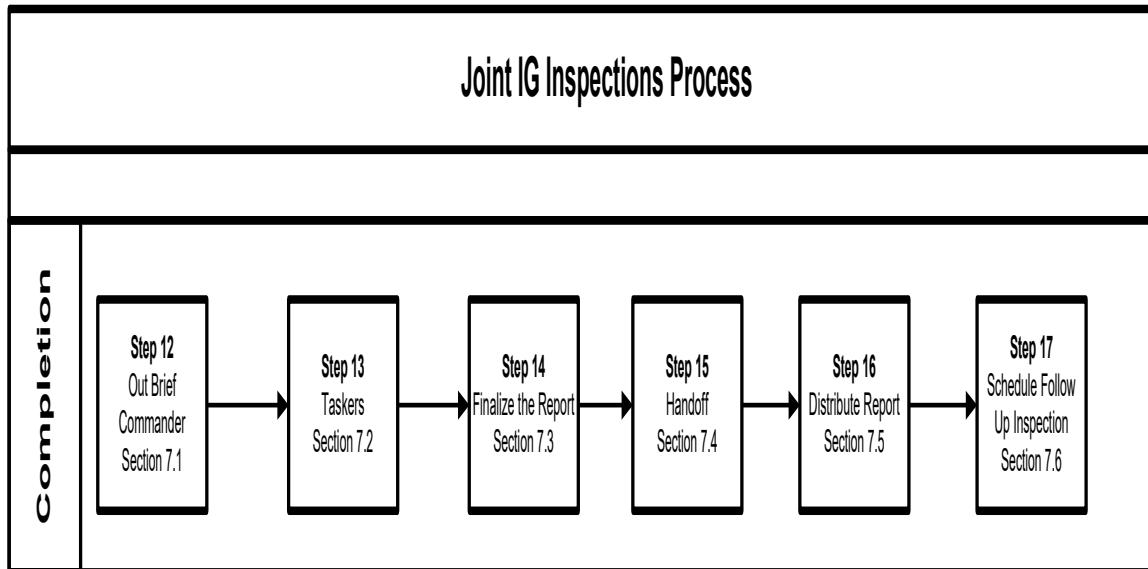 Joint IG Inspections Process
Completion
Step 12
Out Brief
Commander
Section 7.1
Step 13
Taskers
Section 7.2
Step 14
Finalize the Report
Section 7.3
Step 15
Handoff
Section 7.4
Step 16
Distribute Report
Section 7.5
Step 17
Schedule Follow
Up Inspection
Section 7.6